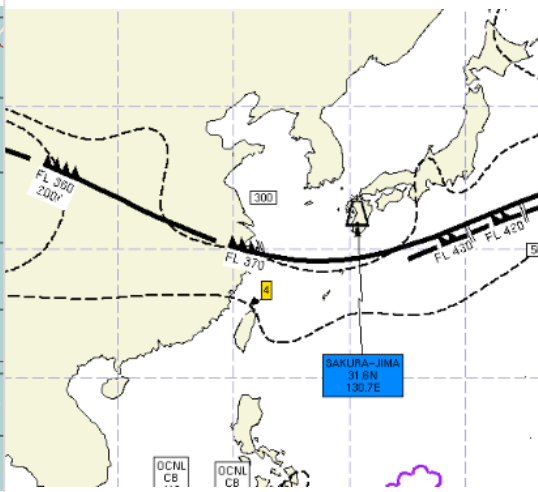 FL 360
200
300
FL 370
FL 430
FL 420
4
SAKURA-JIMA
31.6N
130.7E
OCNL
CB
OCNL
CB